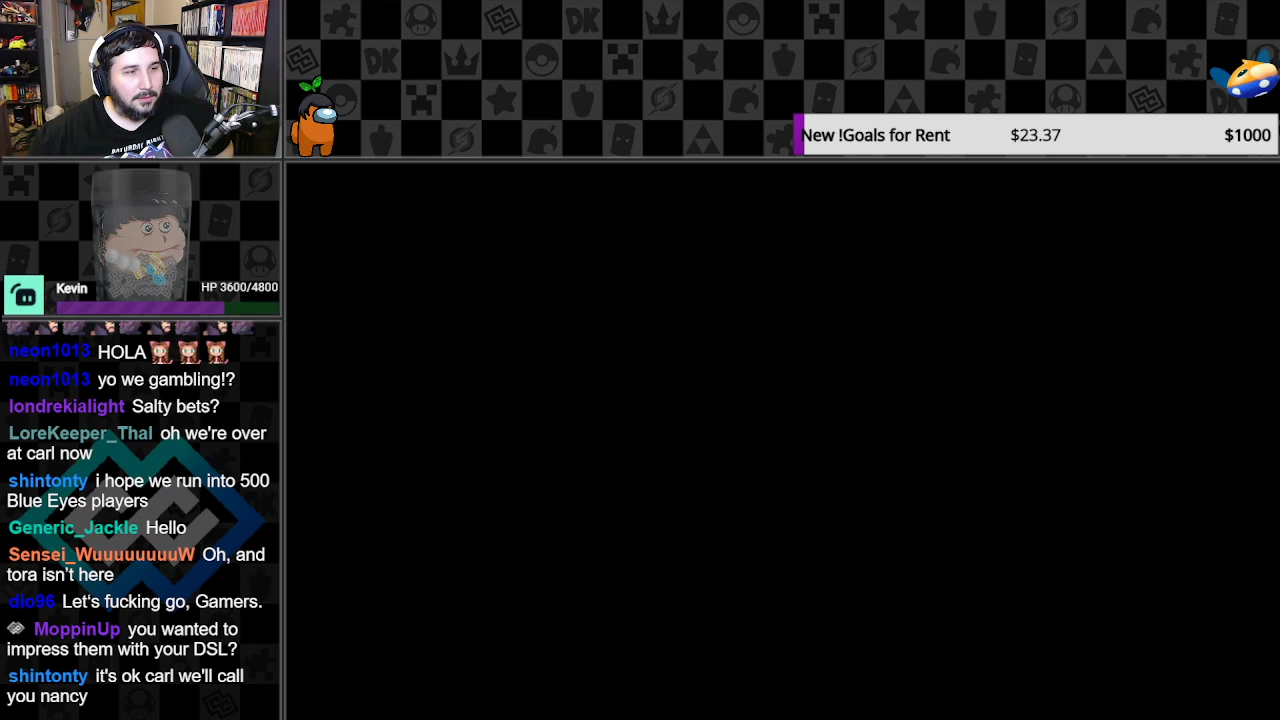 DK
DK
DK
New !Goals for Rent $23.37 $1000
Kevin HP 3600/4800
neon1013 HOLA
neon1013 yo we gambling!?
londrekialight Salty bets?
LoreKeeper_Thal oh we're over
at carl now
shintonty i hope we run into 500
Blue Eyes players
Generic_Jackle Hello
Sensei_WuuuuuuuuW Oh, and
tora isn't here
dio96 Let's fucking go, Gamers.
MoppinUp you wanted to
impress them with your DSL?
shintonty it's ok carl we'll call
you nancy